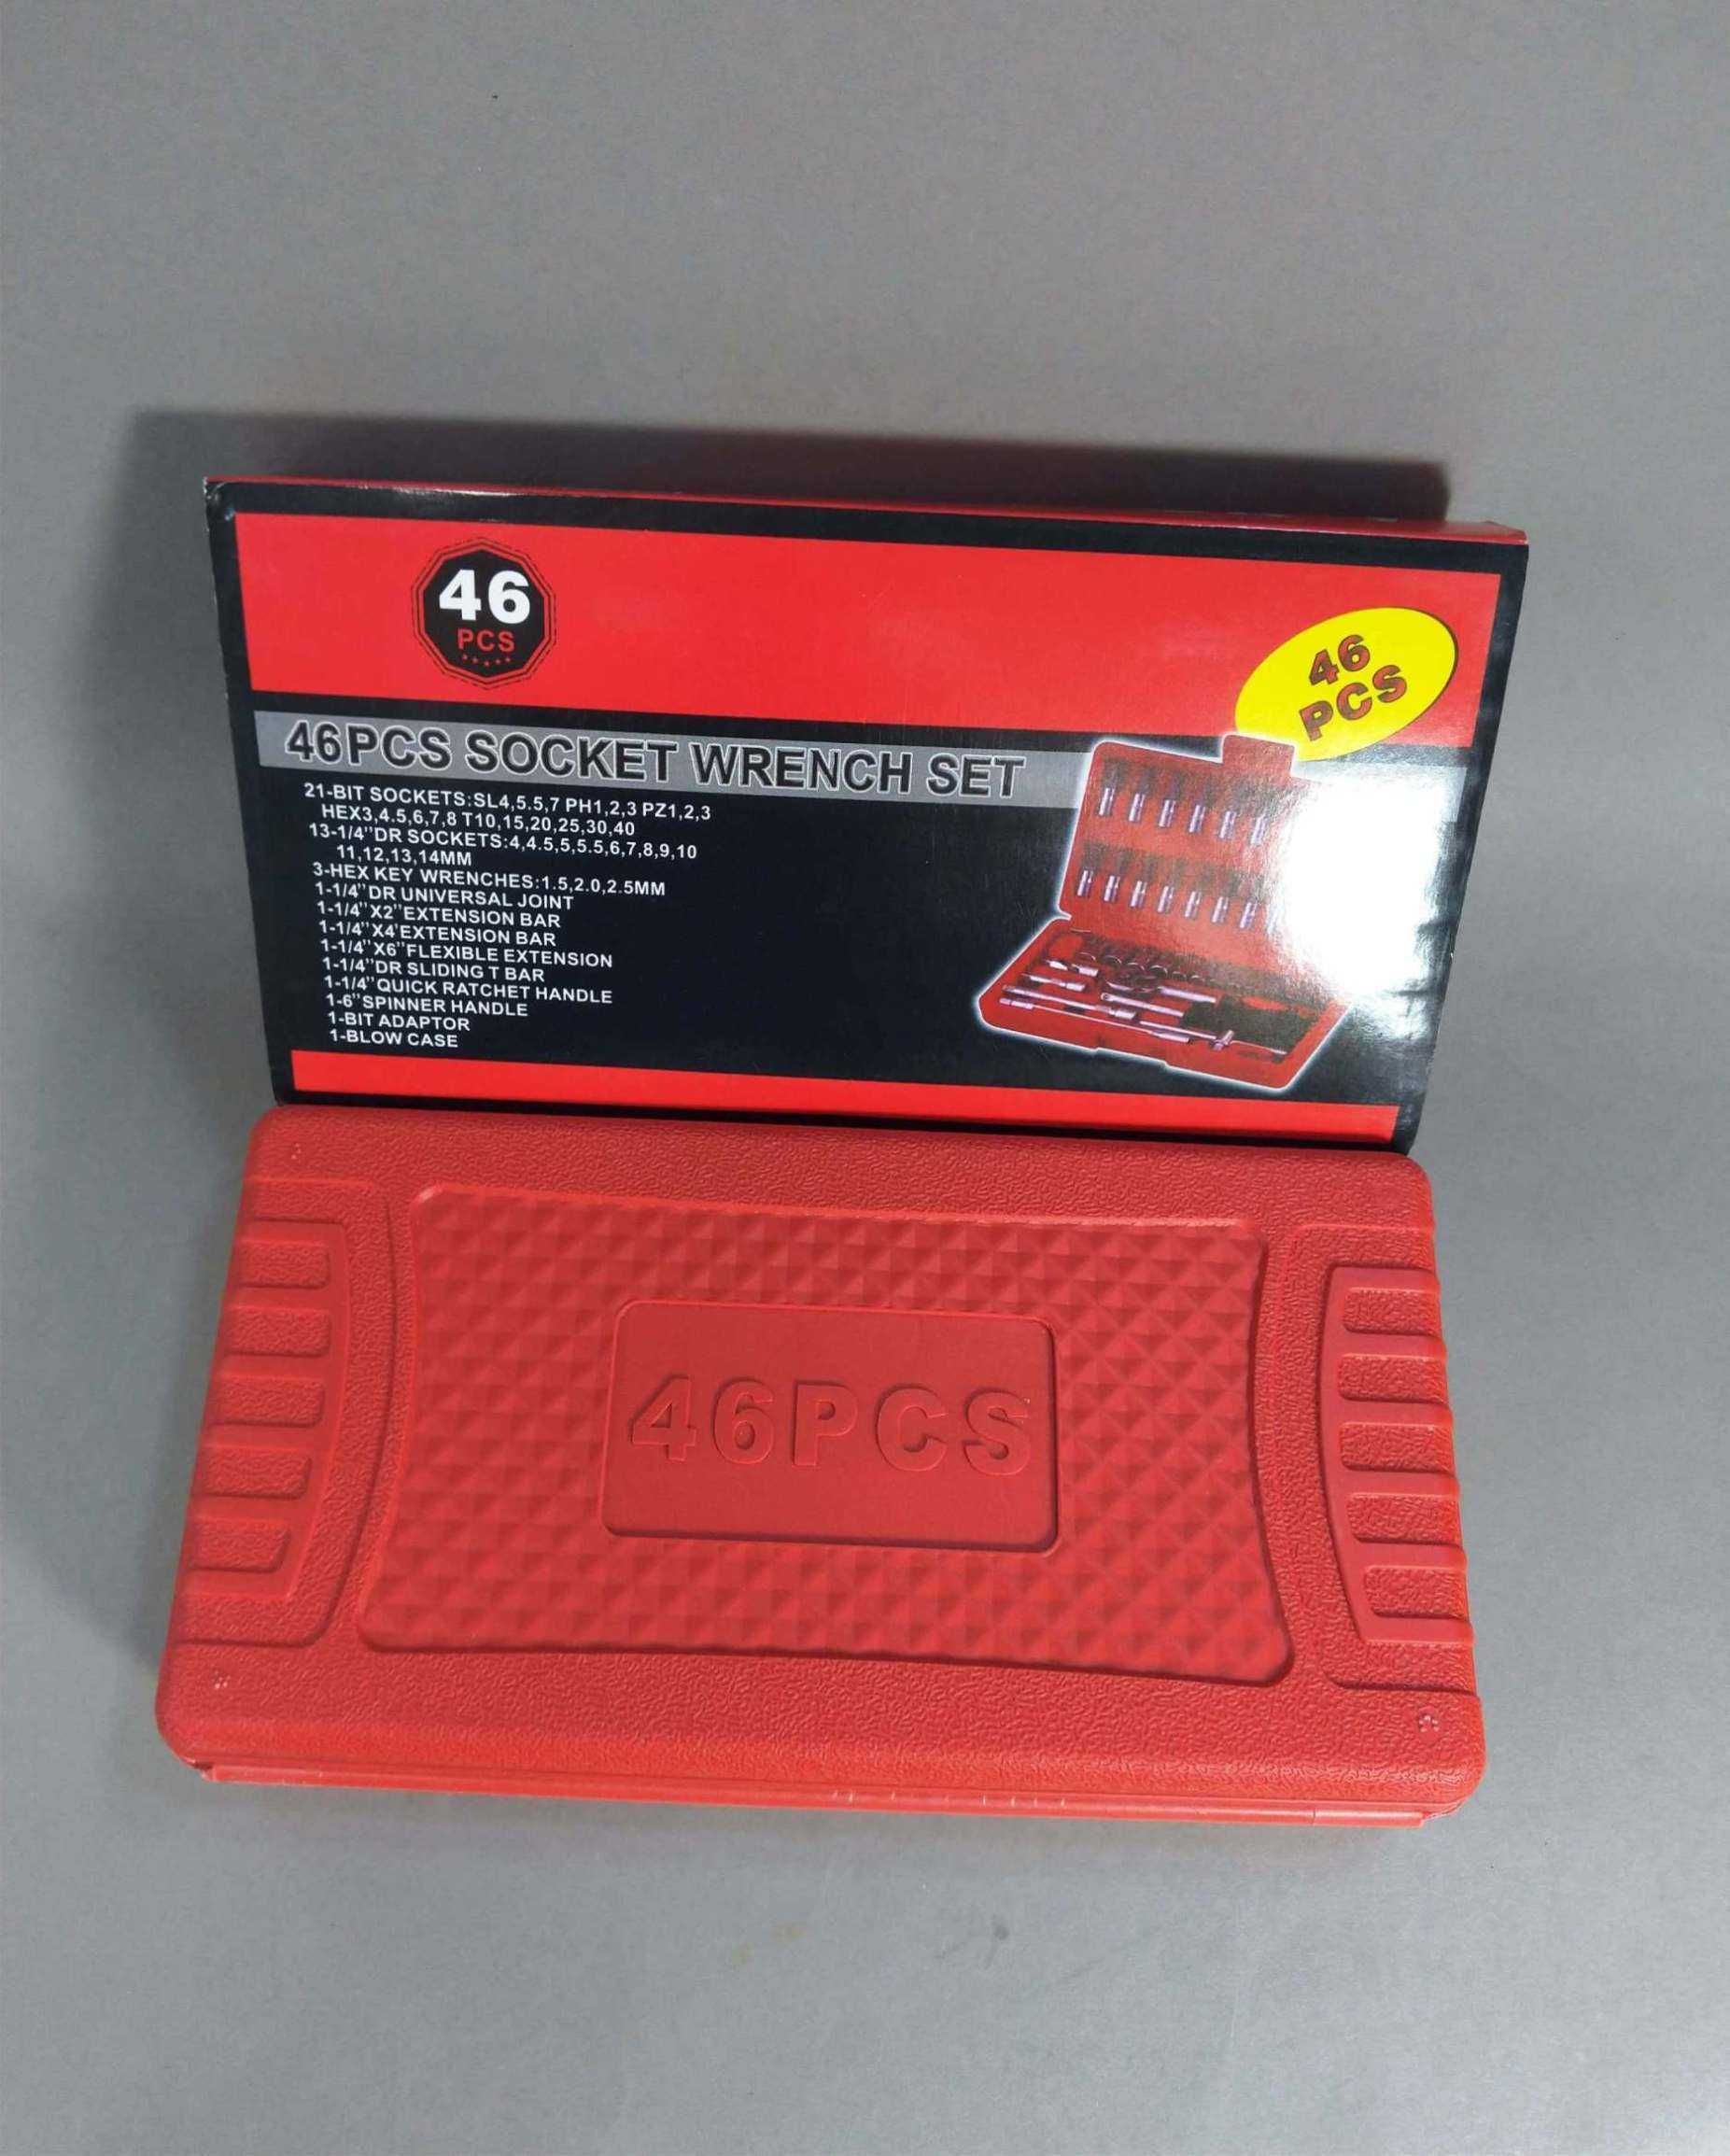 46
PCS
46
PCS
46PCS SOCKET WRENCH SET
21-BIT SOCKETS:SL4,5.5,7 PH1,2,3 PZ1,2,3
HEX3,4.5,6,7,8 T10,15,20,25,30,40
13-1/4"DR SOCKETS:4,4.5,5,5.5,6,7,8,9,10
11,12,13,14MM
3-HEX KEY WRENCHES:1.5,2.0,2.5MM
1-1/4"DR UNIVERSAL JOINT
1-1/4"X2"EXTENSION BAR
1-1/4"X4'EXTENSION BAR
1-1/4"X6"FLEXIBLE EXTENSION
1-1/4"DR SLIDING T BAR
1-1/4"QUICK RATCHET HANDLE
1-6"SPINNER HANDLE
1-BIT ADAPTOR
1-BLOW CASE
46PCS